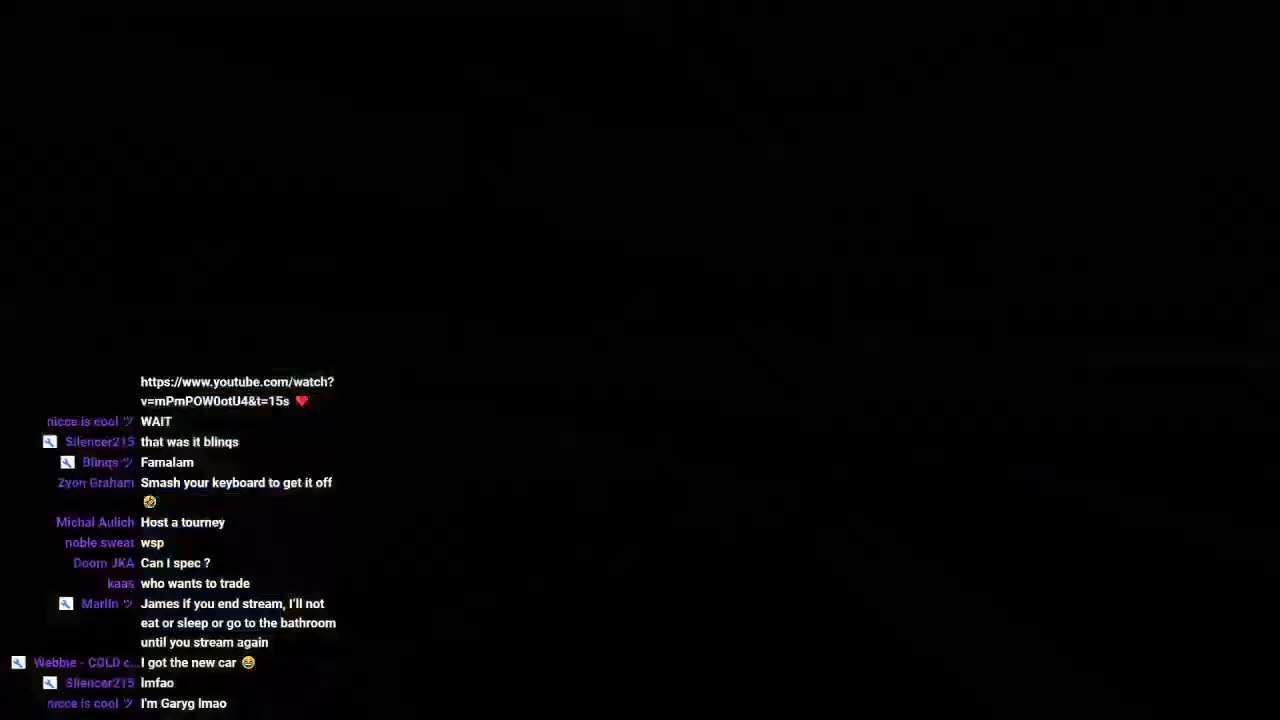 https://www.youtube.com/watch?
v=mPmPOW0otU4&t=15s ❤
nicce is cool ツ WAIT
Silencer215 that was it blinqs
Blinqs ツ Famalam
Zyon Graham Smash your keyboard to get it off
🤣
Michal Aulich Host a tourney
noble sweat wsp
Doom JKA Can I spec ?
kaas who wants to trade
Marlin ツ James if you end stream, I'll not
eat or sleep or go to the bathroom
until you stream again
Webbie - COLD c... I got the new car 😂
Silencer215 lmfao
nicce is cool ツ I'm Garyg lmao